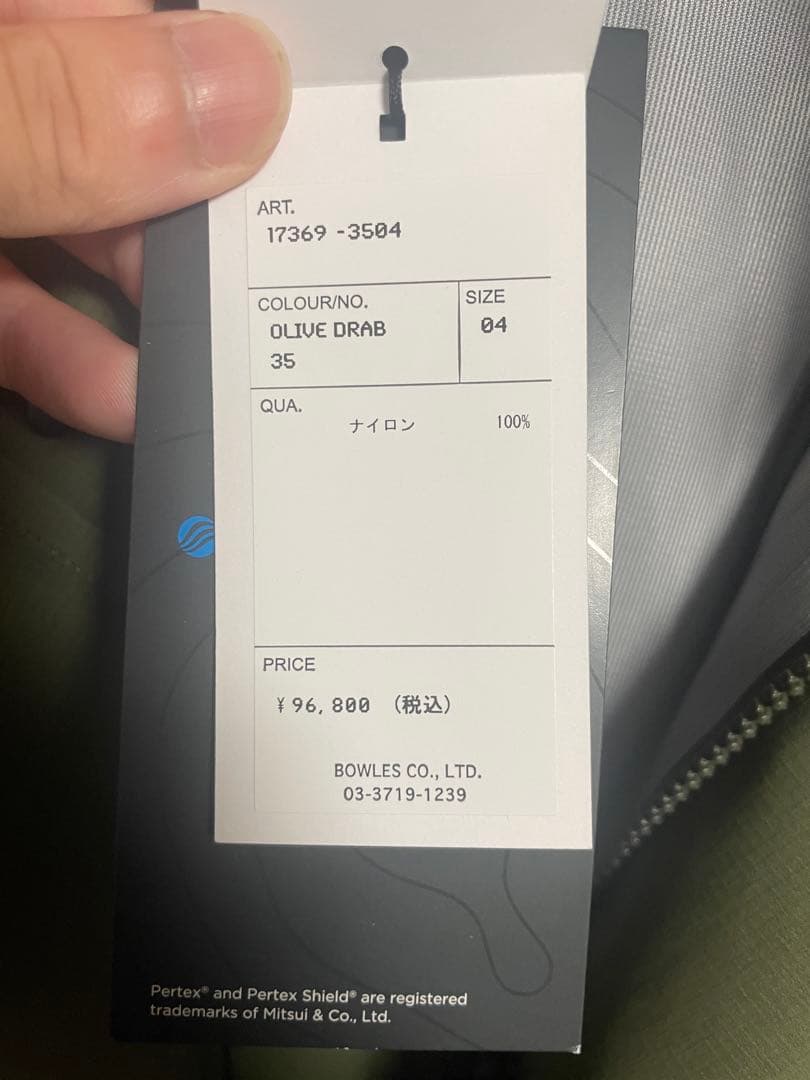 ART.
17369 -3504
COLOUR/NO.
OLIVE DRAB
35
SIZE
04
QUA.
ナイロン 100%
PRICE
¥96,800 (税込)
BOWLES CO., LTD.
03-3719-1239
Pertex® and Pertex Shield® are registered
trademarks of Mitsui & Co., Ltd.